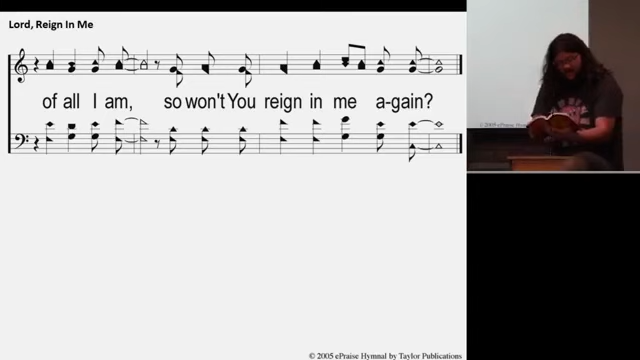 Lord, Reign In Me
of all I am, so won't You reign in me a-gain?
© 2005 ePraise Hymnal by Taylor Publications